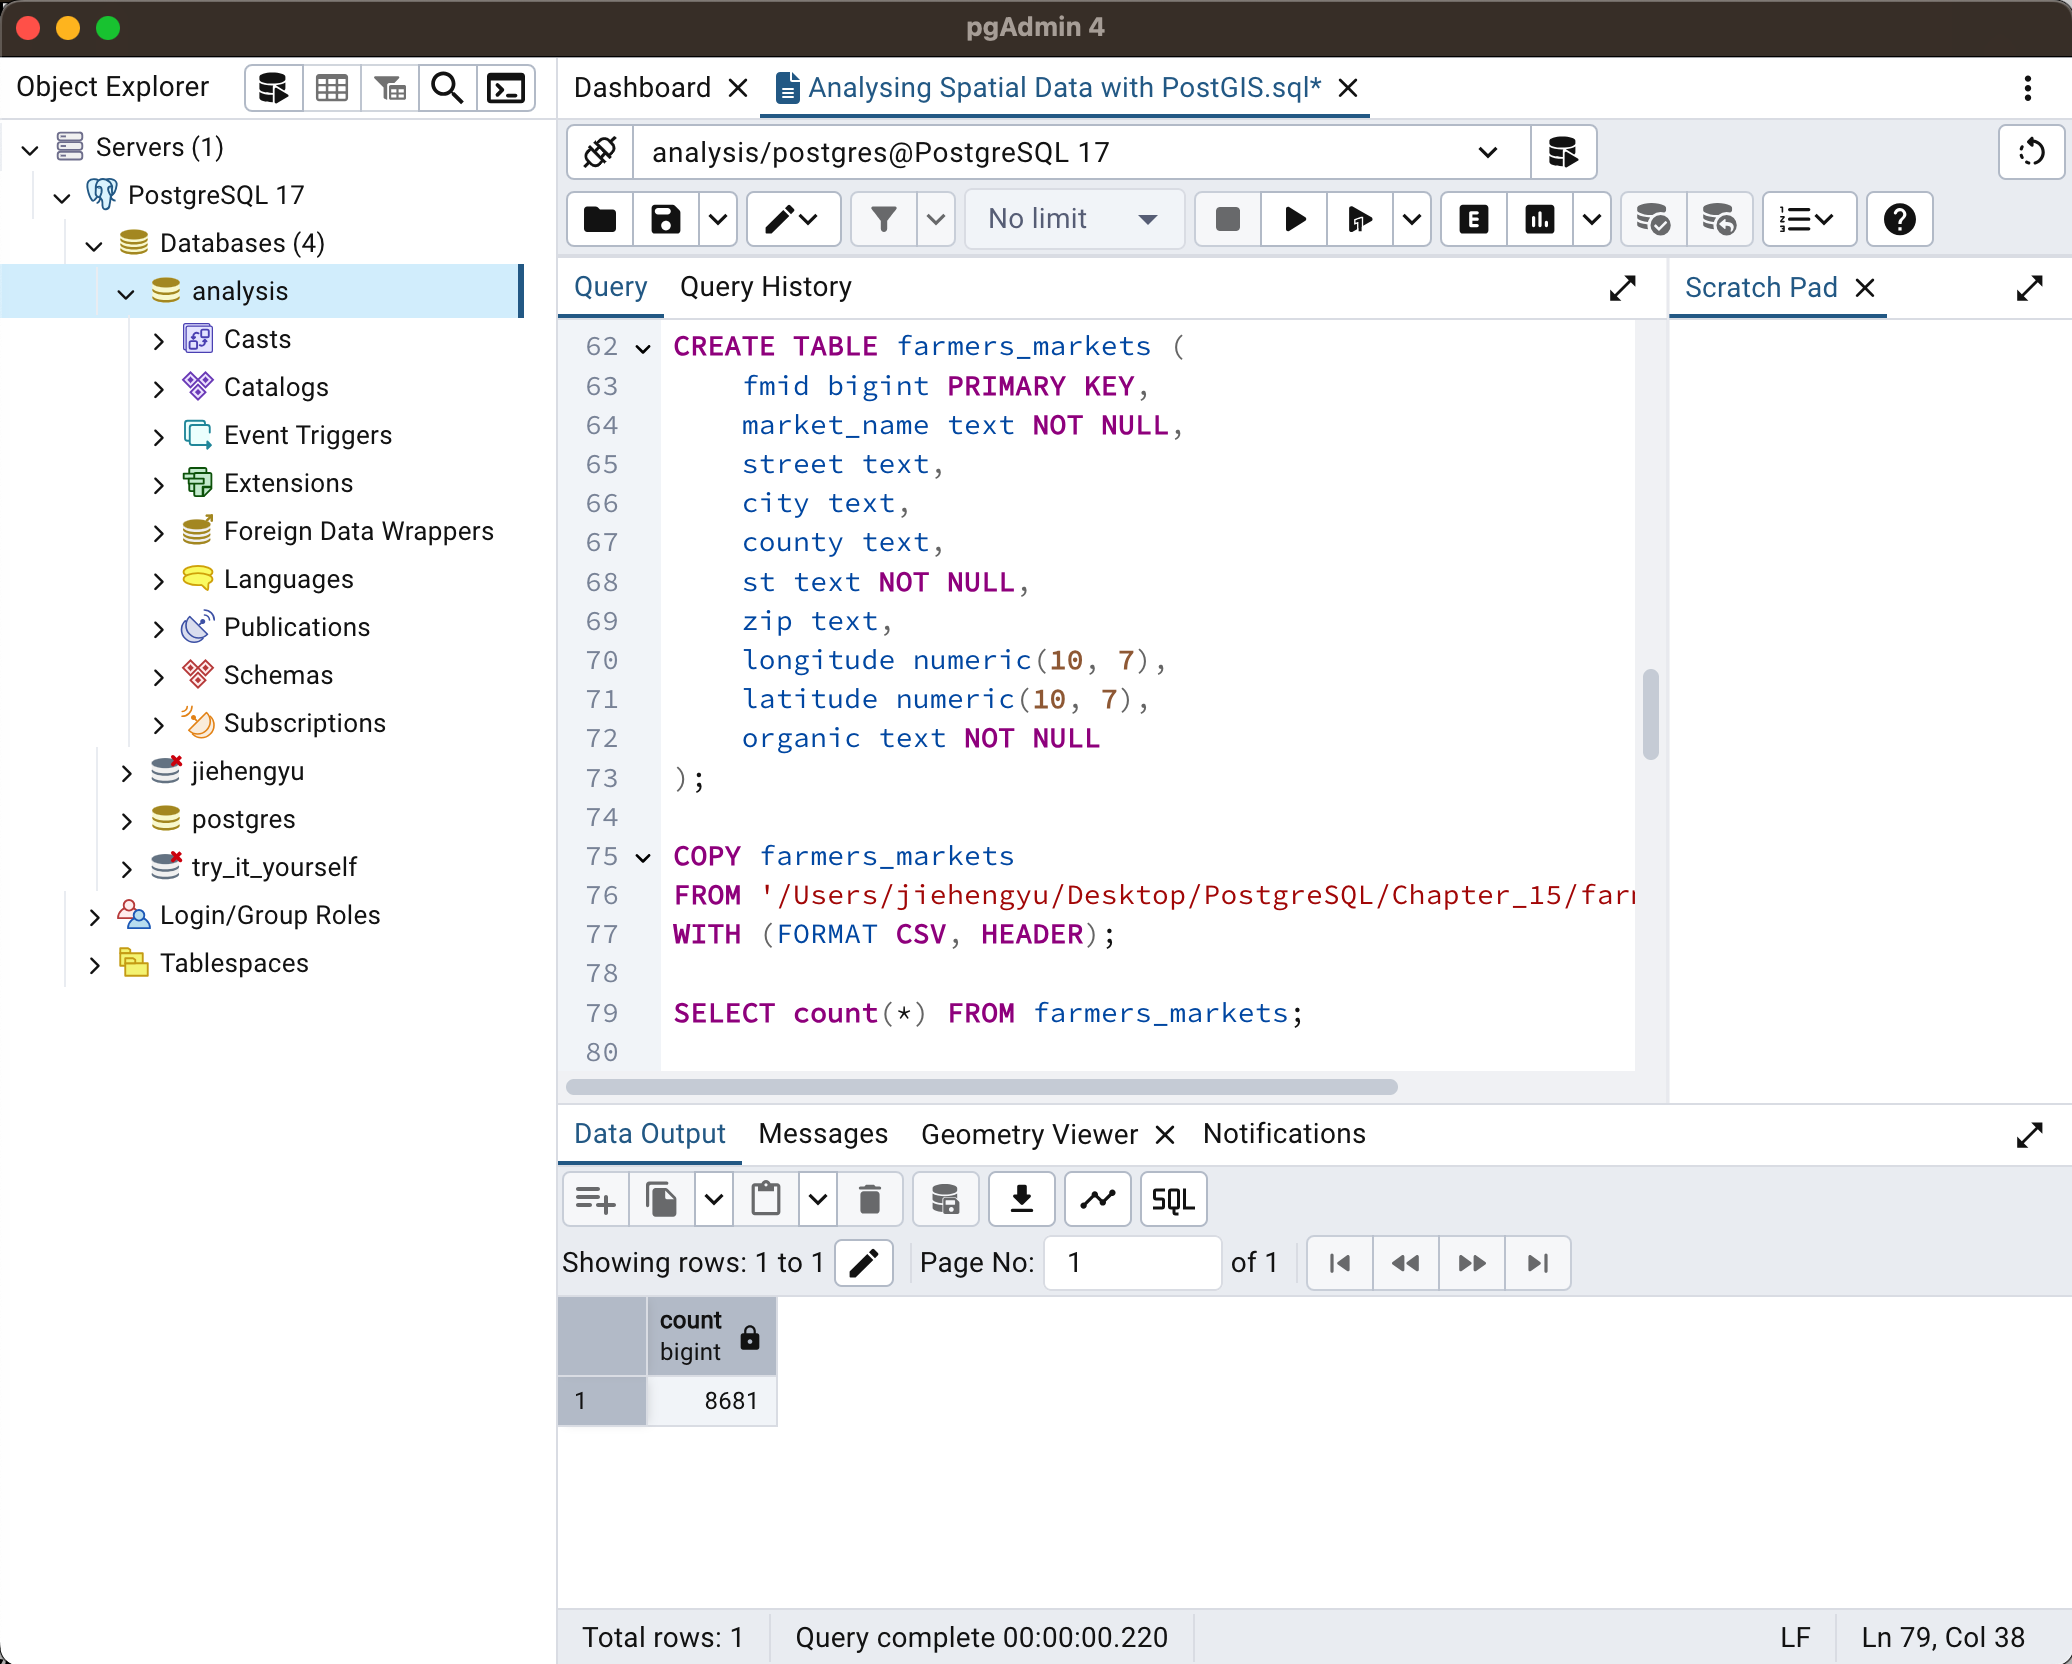 pgAdmin 4
Object Explorer
Servers (1)
PostgreSQL 17
Databases (4)
analysis
Casts
Catalogs
Event Triggers
Extensions
Foreign Data Wrappers
Languages
Publications
Schemas
Subscriptions
jiehengyu
postgres
try_it_yourself
Login/Group Roles
Tablespaces
Dashboard
Analysing Spatial Data with PostGIS.sql*
analysis/postgres@PostgreSQL 17
No limit
E
Query
Query History
Scratch Pad
62 CREATE TABLE farmers_markets (
63 fmid bigint PRIMARY KEY,
64 market_name text NOT NULL,
65 street text,
66 city text,
67 county text,
68 st text NOT NULL,
69 zip text,
70 longitude numeric(10, 7),
71 latitude numeric(10, 7),
72 organic text NOT NULL
73 );
74
75 COPY farmers_markets
76 FROM '/Users/jiehengyu/Desktop/PostgreSQL/Chapter_15/far
77 WITH (FORMAT CSV, HEADER);
78
79 SELECT count(*) FROM farmers_markets;
80
Data Output
Messages
Geometry Viewer
Notifications
SQL
Showing rows: 1 to 1
Page No: 1 of 1
count
bigint
1 8681
Total rows: 1
Query complete 00:00:00.220
LF
Ln 79, Col 38